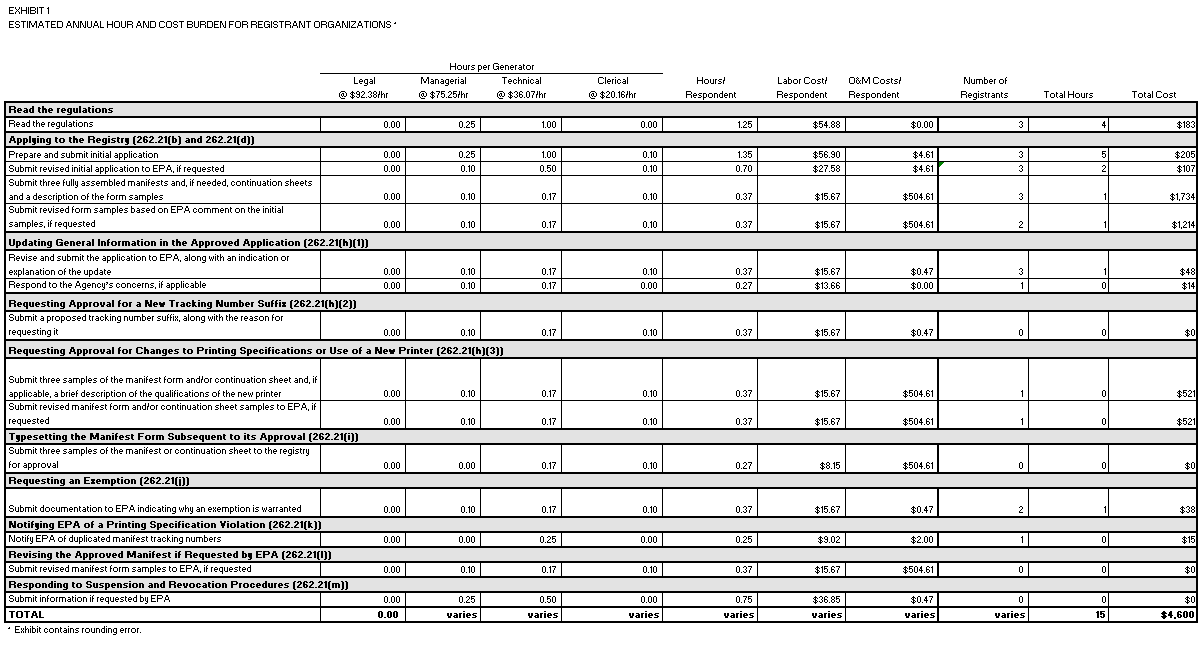 EXHIBIT 1
ESTIMATED ANNUAL HOUR AND COST BURDEN FOR REGISTRANT ORGANIZATIONS *
Hours per Generator
Legal Managerial Technical Clerical Hours/ Labor Cost/ O&M Costs/ Number of
@ $92.38/hr @ $75.25/hr @ $36.07/hr @ $20.16/hr Respondent Respondent Respondent Registrants Total Hours Total Cost
Read the regulations
Read the regulations 0.00 0.25 1.00 0.00 1.25 $54.88 $0.00 3 4 $183
Applying to the Registry (262.21(b) and 262.21(d))
Prepare and submit initial application 0.00 0.25 1.00 0.10 1.35 $56.90 $4.61 3 5 $205
Submit revised initial application to EPA, if requested 0.00 0.10 0.50 0.10 0.70 $27.58 $4.61 3 2 $107
Submit three fully assembled manifests and, if needed, continuation sheets
and a description of the form samples 0.00 0.10 0.17 0.10 0.37 $15.67 $504.61 3 1 $1,734
Submit revised form samples based on EPA comment on the initial
samples, if requested 0.00 0.10 0.17 0.10 0.37 $15.67 $504.61 2 1 $1,214
Updating General Information in the Approved Application (262.21(h)(1))
Revise and submit the application to EPA, along with an indication or
explanation of the update 0.00 0.10 0.17 0.10 0.37 $15.67 $0.47 3 1 $48
Respond to the Agency's concerns, if applicable 0.00 0.10 0.17 0.00 0.27 $13.66 $0.00 1 0 $14
Requesting Approval for a New Tracking Number Suffix (262.21(h)(2))
Submit a proposed tracking number suffix, along with the reason for
requesting it 0.00 0.10 0.17 0.10 0.37 $15.67 $0.47 0 0 $0
Requesting Approval for Changes to Printing Specifications or Use of a New Printer (262.21(h)(3))
Submit three samples of the manifest form and/or continuation sheet and, if
applicable, a brief description of the qualifications of the new printer 0.00 0.10 0.17 0.10 0.37 $15.67 $504.61 1 0 $521
Submit revised manifest form and/or continuation sheet samples to EPA, if
requested 0.00 0.10 0.17 0.10 0.37 $15.67 $504.61 1 0 $521
Typesetting the Manifest Form Subsequent to its Approval (262.21(i))
Submit three samples of the manifest or continuation sheet to the registry
for approval 0.00 0.00 0.17 0.10 0.27 $8.15 $504.61 0 0 $0
Requesting an Exemption (262.21(j))
Submit documentation to EPA indicating why an exemption is warranted 0.00 0.10 0.17 0.10 0.37 $15.67 $0.47 2 1 $38
Notifying EPA of a Printing Specification Violation (262.21(k))
Notify EPA of duplicated manifest tracking numbers 0.00 0.00 0.25 0.00 0.25 $9.02 $2.00 1 0 $15
Revising the Approved Manifest if Requested by EPA (262.21(l))
Submit revised manifest form samples to EPA, if requested 0.00 0.10 0.17 0.10 0.37 $15.67 $504.61 0 0 $0
Responding to Suspension and Revocation Procedures (262.21(m))
Submit information if requested by EPA 0.00 0.25 0.50 0.00 0.75 $36.85 $0.47 0 0 $0
TOTAL 0.00 varies varies varies varies varies varies varies 15 $4,600
* Exhibit contains rounding error.